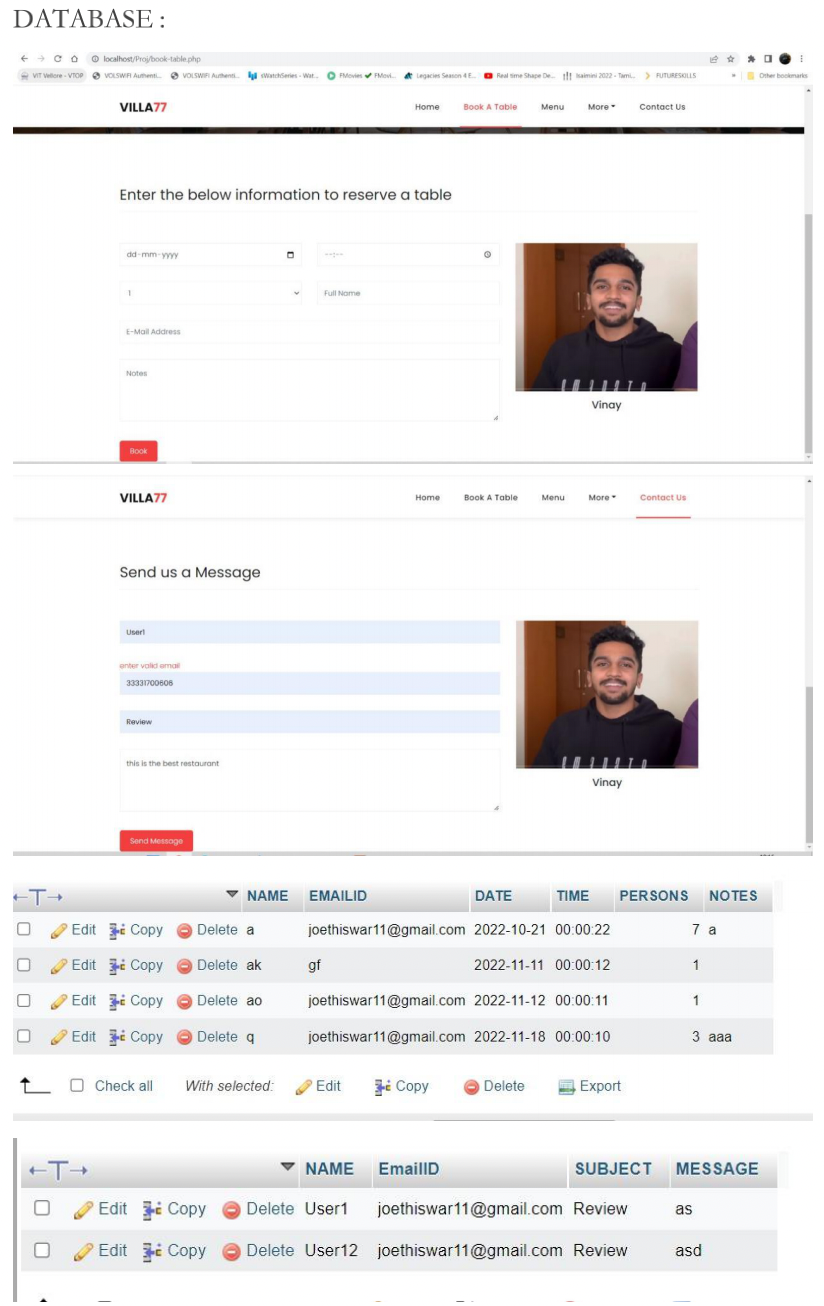 DATABASE :
localhost/Proj/book-table.php
VIT Vellore - VTOP VOLSWIFI Authenti... VOLSWIFI Authenti... Wat... FMovies FMovi... Legacies Season 4 E... Real time Shape De... Isaimini 2022 - Tami... FUTURESKILLS » Other bookmarks
VILLA77 Home Book A Table Menu More Contact Us
Enter the below information to reserve a table
dd-mm-yyyy --:--
1 Full Name
E-Mail Address
Notes
Vinay
Book
VILLA77 Home Book A Table Menu More Contact Us
Send us a Message
User1
enter valid email
33331700606
Review
this is the best restaurant
Vinay
Send Message
←T→ NAME EMAILID DATE TIME PERSONS NOTES
Edit Copy Delete a joethiswar11@gmail.com 2022-10-21 00:00:22 7 a
Edit Copy Delete ak gf 2022-11-11 00:00:12 1
Edit Copy Delete ao joethiswar11@gmail.com 2022-11-12 00:00:11 1
Edit Copy Delete q joethiswar11@gmail.com 2022-11-18 00:00:10 3 aaa
Check all With selected: Edit Copy Delete Export
←T→ NAME EmailID SUBJECT MESSAGE
Edit Copy Delete User1 joethiswar11@gmail.com Review as
Edit Copy Delete User12 joethiswar11@gmail.com Review asd